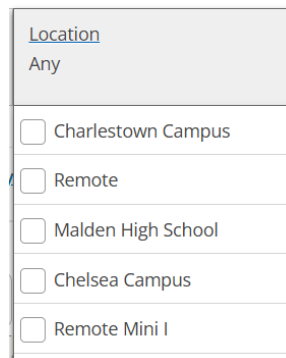 Location
Any
Charlestown Campus
Remote
Malden High School
Chelsea Campus
Remote Mini I